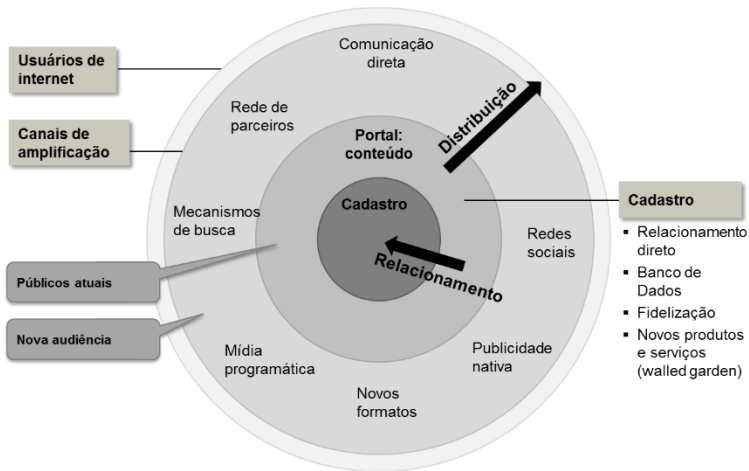 Usuários de
internet
Canais de
amplificação
Comunicação
direta
Rede de
parceiros
Distribuição
Portal:
conteúdo
Cadastro
Mecanismos
de busca
Redes
sociais
Relacionamento
Públicos atuais
Nova audiência
Mídia
programática
Novos
formatos
Publicidade
nativa
Cadastro
▪ Relacionamento
direto
▪ Banco de
Dados
▪ Fidelização
▪ Novos produtos
e serviços
(walled garden)